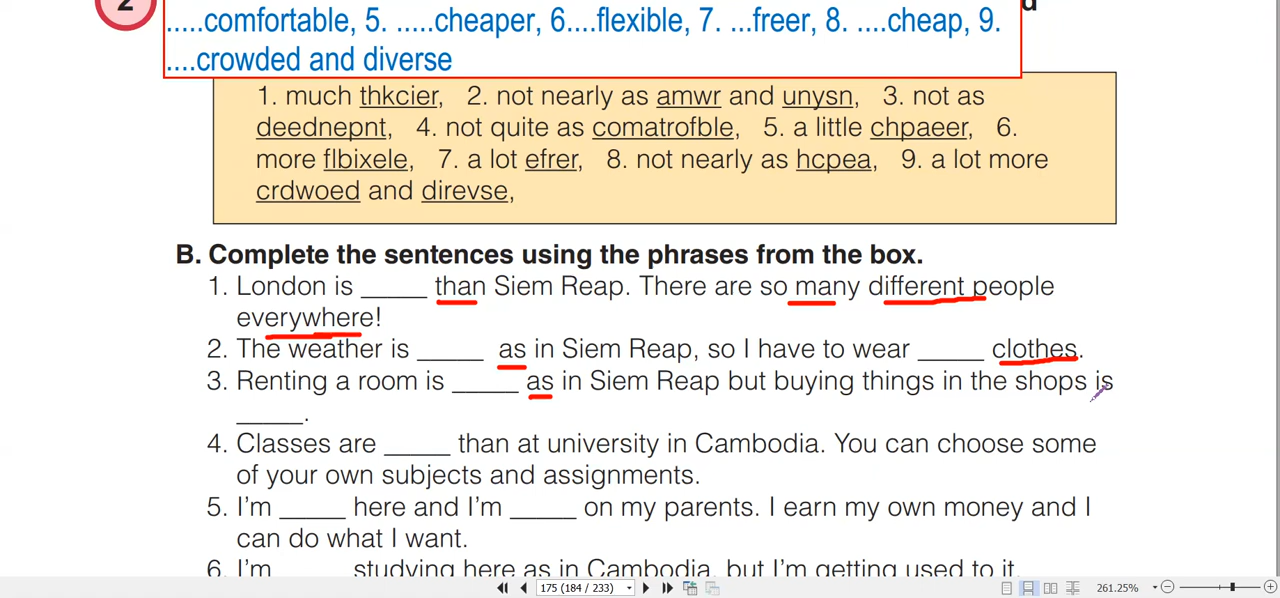 2
d
.....comfortable, 5. .....cheaper, 6....flexible, 7. ...freer, 8. ....cheap, 9.
....crowded and diverse
1. much thkcier, 2. not nearly as amwr and unysn, 3. not as
deednepnt, 4. not quite as comatrofble, 5. a little chpaeer, 6.
more flbixele, 7. a lot efrer, 8. not nearly as hcpea, 9. a lot more
crdwoed and direvse,
B. Complete the sentences using the phrases from the box.
1. London is _____ than Siem Reap. There are so many different people
everywhere!
2. The weather is _____ as in Siem Reap, so I have to wear _____ clothes.
3. Renting a room is _____ as in Siem Reap but buying things in the shops is
_____.
4. Classes are _____ than at university in Cambodia. You can choose some
of your own subjects and assignments.
5. I'm _____ here and I'm _____ on my parents. I earn my own money and I
can do what I want.
6. I'm _____ studying here as in Cambodia, but I'm getting used to it.
175 (184 / 233)
261.25%